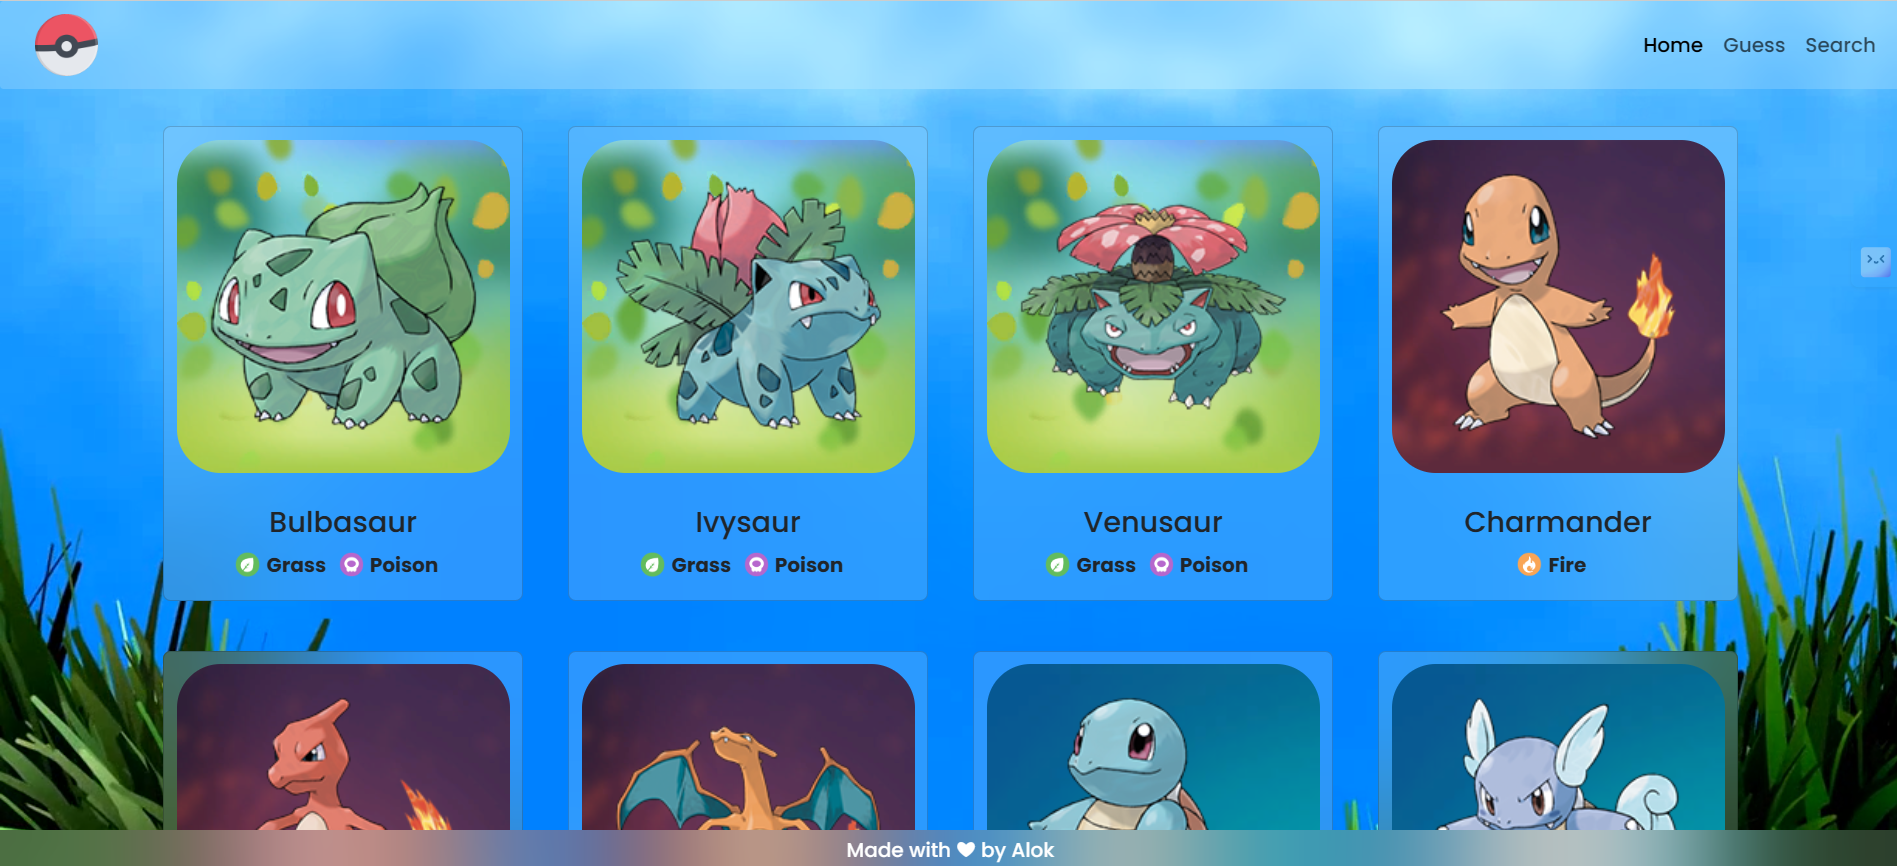 Home Guess Search
Bulbasaur
Grass Poison
Ivysaur
Grass Poison
Venusaur
Grass Poison
Charmander
Fire
Made with by Alok